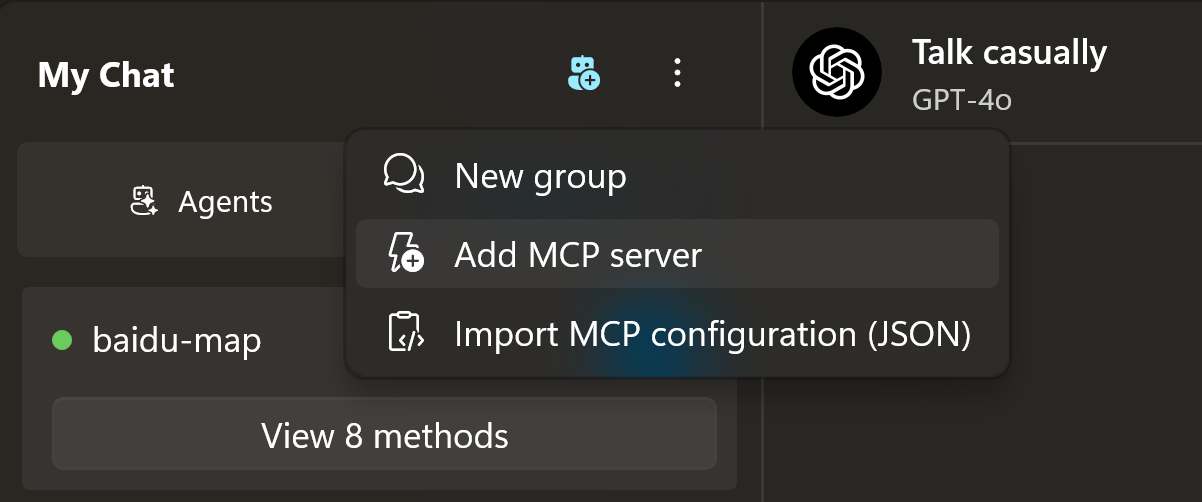 My Chat
Talk casually
GPT-4o
Agents
New group
Add MCP server
Import MCP configuration (JSON)
baidu-map
View 8 methods